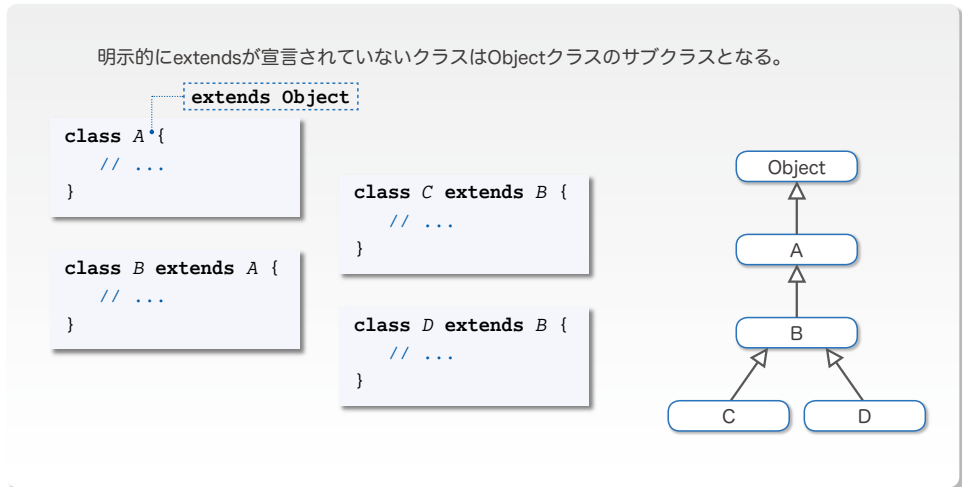 明示的にextendsが宣言されていないクラスはObjectクラスのサブクラスとなる。
extends Object
class A {
// ...
}
class B extends A {
// ...
}
class C extends B {
// ...
}
class D extends B {
// ...
}
Object
A
B
C
D